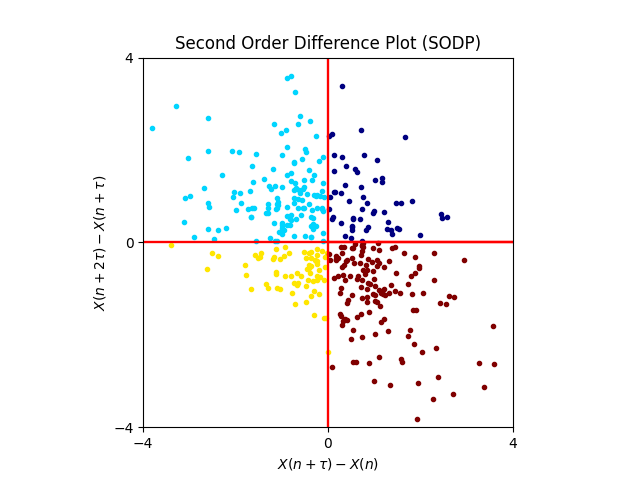 Second Order Difference Plot (SODP)
4
0
−4
X(n + 2τ) − X(n + τ)
−4 0 4
X(n + τ) − X(n)